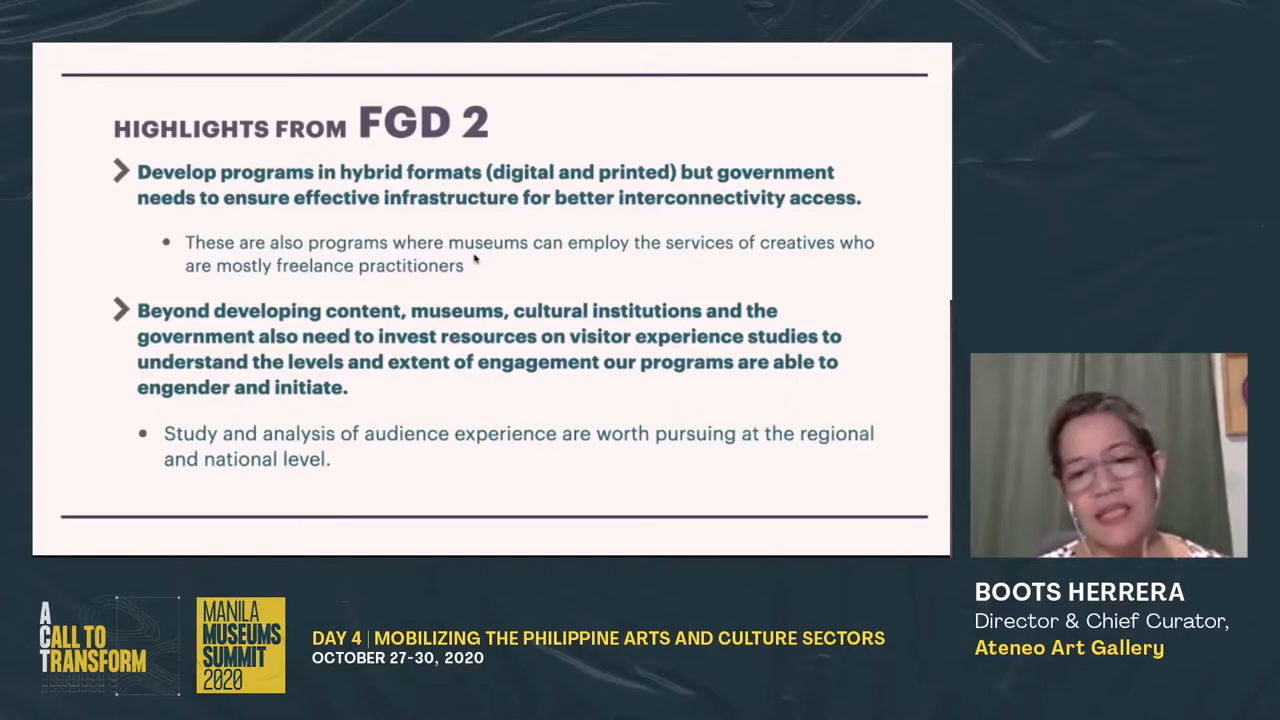 HIGHLIGHTS FROM FGD 2
Develop programs in hybrid formats (digital and printed) but government
needs to ensure effective infrastructure for better interconnectivity access.
These are also programs where museums can employ the services of creatives who
are mostly freelance practitioners
Beyond developing content, museums, cultural institutions and the
government also need to invest resources on visitor experience studies to
understand the levels and extent of engagement our programs are able to
engender and initiate.
Study and analysis of audience experience are worth pursuing at the regional
and national level.
BOOTS HERRERA
Director & Chief Curator,
Ateneo Art Gallery
A
CALL TO
TRANSFORM
MANILA
MUSEUMS
SUMMIT
2020
DAY 4 | MOBILIZING THE PHILIPPINE ARTS AND CULTURE SECTORS
OCTOBER 27-30, 2020